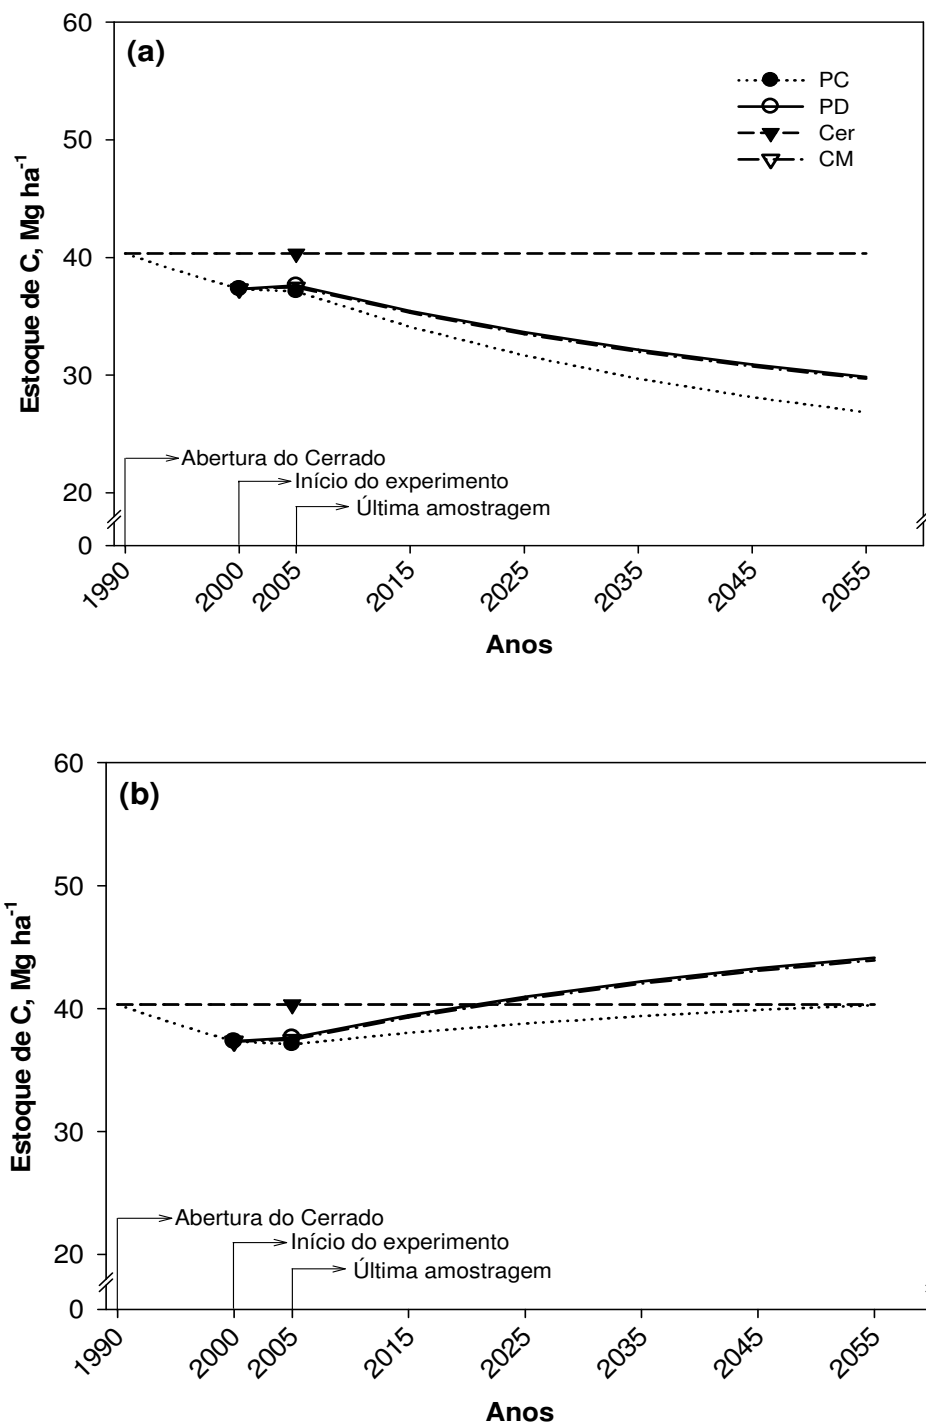 (a)
PC
PD
Cer
CM
Estoque de C, Mg ha⁻¹
60
50
40
30
20
0
Abertura do Cerrado
Início do experimento
Última amostragem
1990
2000
2005
2015
2025
2035
2045
2055
Anos
(b)
Estoque de C, Mg ha⁻¹
60
50
40
30
20
0
Abertura do Cerrado
Início do experimento
Última amostragem
1990
2000
2005
2015
2025
2035
2045
2055
Anos